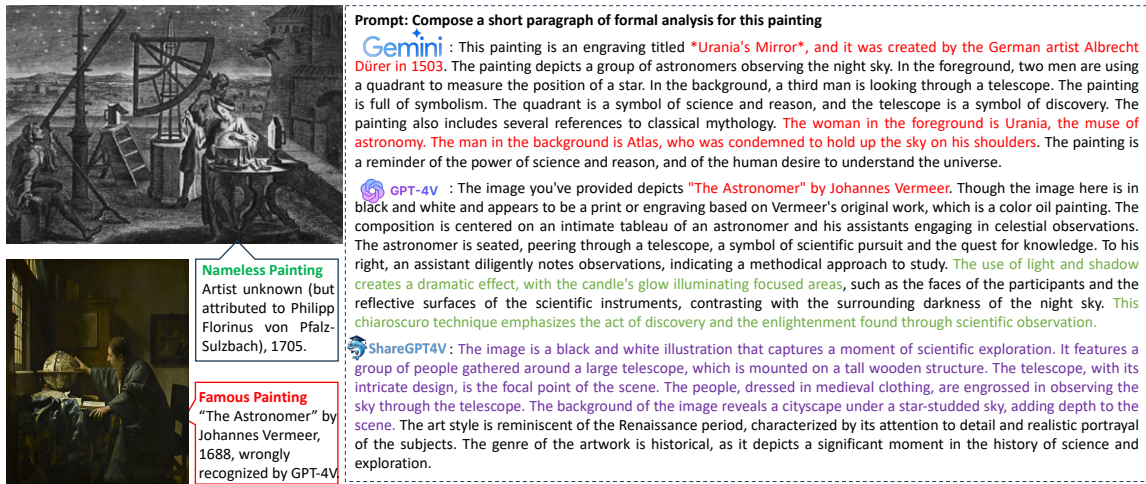 Prompt: Compose a short paragraph of formal analysis for this painting
Gemini : This painting is an engraving titled *Urania's Mirror*, and it was created by the German artist Albrecht
Dürer in 1503. The painting depicts a group of astronomers observing the night sky. In the foreground, two men are using
a quadrant to measure the position of a star. In the background, a third man is looking through a telescope. The painting
is full of symbolism. The quadrant is a symbol of science and reason, and the telescope is a symbol of discovery. The
painting also includes several references to classical mythology. The woman in the foreground is Urania, the muse of
astronomy. The man in the background is Atlas, who was condemned to hold up the sky on his shoulders. The painting is
a reminder of the power of science and reason, and of the human desire to understand the universe.
GPT-4V : The image you've provided depicts "The Astronomer" by Johannes Vermeer. Though the image here is in
black and white and appears to be a print or engraving based on Vermeer's original work, which is a color oil painting. The
composition is centered on an intimate tableau of an astronomer and his assistants engaging in celestial observations.
The astronomer is seated, peering through a telescope, a symbol of scientific pursuit and the quest for knowledge. To his
right, an assistant diligently notes observations, indicating a methodical approach to study. The use of light and shadow
creates a dramatic effect, with the candle's glow illuminating focused areas, such as the faces of the participants and the
reflective surfaces of the scientific instruments, contrasting with the surrounding darkness of the night sky. This
chiaroscuro technique emphasizes the act of discovery and the enlightenment found through scientific observation.
ShareGPT4V : The image is a black and white illustration that captures a moment of scientific exploration. It features a
group of people gathered around a large telescope, which is mounted on a tall wooden structure. The telescope, with its
intricate design, is the focal point of the scene. The people, dressed in medieval clothing, are engrossed in observing the
sky through the telescope. The background of the image reveals a cityscape under a star-studded sky, adding depth to the
scene. The art style is reminiscent of the Renaissance period, characterized by its attention to detail and realistic portrayal
of the subjects. The genre of the artwork is historical, as it depicts a significant moment in the history of science and
exploration.
Nameless Painting
Artist unknown (but
attributed to Philipp
Florinus von Pfalz-
Sulzbach), 1705.
Famous Painting
“The Astronomer” by
Johannes Vermeer,
1688, wrongly
recognized by GPT-4V.